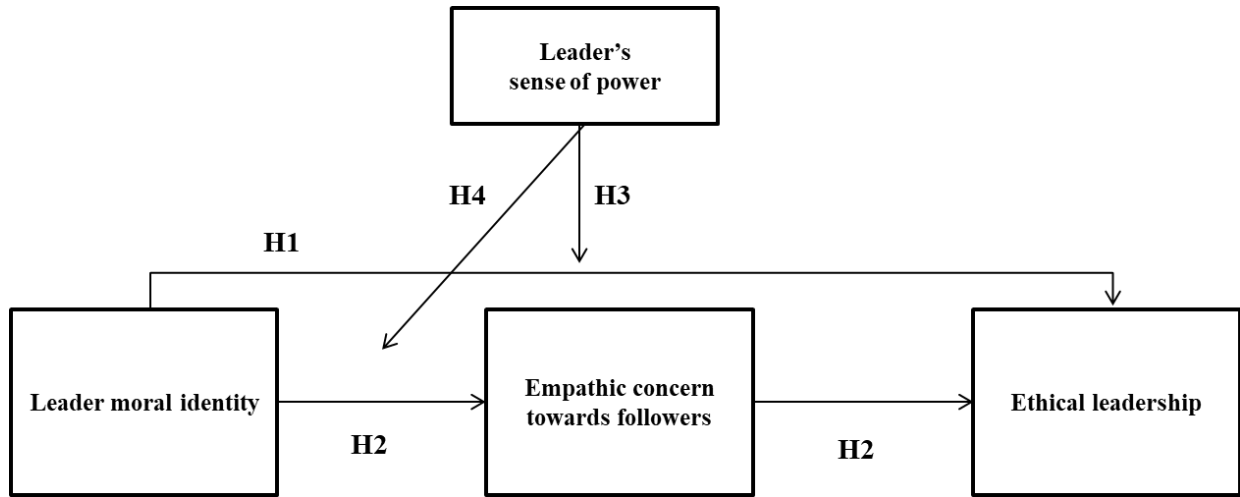 Leader’s
sense of power
H4
H3
H1
Leader moral identity
Empathic concern
towards followers
Ethical leadership
H2
H2